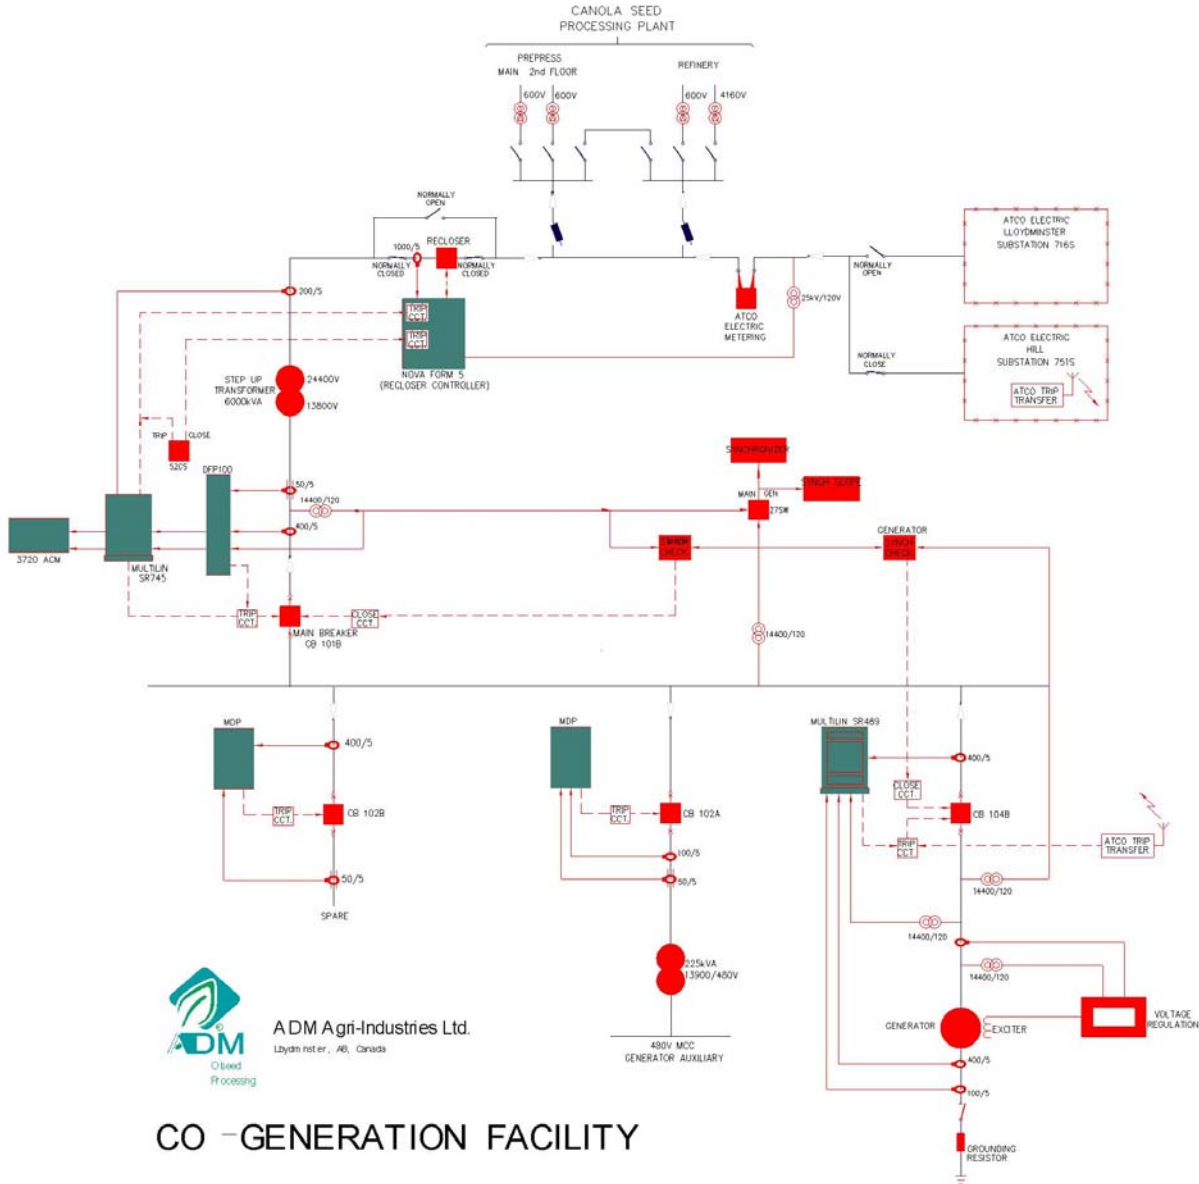 CANOLA SEED
PROCESSING PLANT
PREPRESS
MAIN 2nd FLOOR
REFINERY
600V
600V
600V
4160V
NORMALLY
OPEN
RECLOSER
1000/5
NORMALLY
CLOSED
NORMALLY
CLOSED
ATCO ELECTRIC
LLOYDMINSTER
SUBSTATION 716S
NORMALLY
OPEN
200/5
TRIP
CCT.
TRIP
CCT.
25kV/120V
ATCO
ELECTRIC
METERING
ATCO ELECTRIC
HILL
SUBSTATION 751S
NORMALLY
CLOSE
ATCO TRIP
TRANSFER
NOVA FORM 5
(RECLOSER CONTROLLER)
STEP UP
TRANSFORMER
6000kVA
24400V
13800V
TRIP
CLOSE
52CS
DFP100
50/5
14400/120
400/5
SYNCHRONIZER
SYNCH SCOPE
MAIN
GEN
27SW
GENERATOR
SYNCH
CHECK
SYNCH
CHECK
3720 ACM
MULTILIN
SR745
TRIP
CCT.
CLOSE
CCT.
MAIN BREAKER
CB 101B
14400/120
MDP
400/5
TRIP
CCT.
CB 102B
50/5
SPARE
MDP
TRIP
CCT.
CB 102A
100/5
50/5
225kVA
13900/480V
480V MCC
GENERATOR AUXILIARY
MULTILIN SR489
400/5
CLOSE
CCT.
CB 104B
TRIP
CCT.
ATCO TRIP
TRANSFER
14400/120
14400/120
14400/120
GENERATOR
EXCITER
VOLTAGE
REGULATION
400/5
100/5
GROUNDING
RESISTOR
ADM
Oilseed
Processing
ADM Agri-Industries Ltd.
Lloydminster, AB, Canada
CO -GENERATION FACILITY